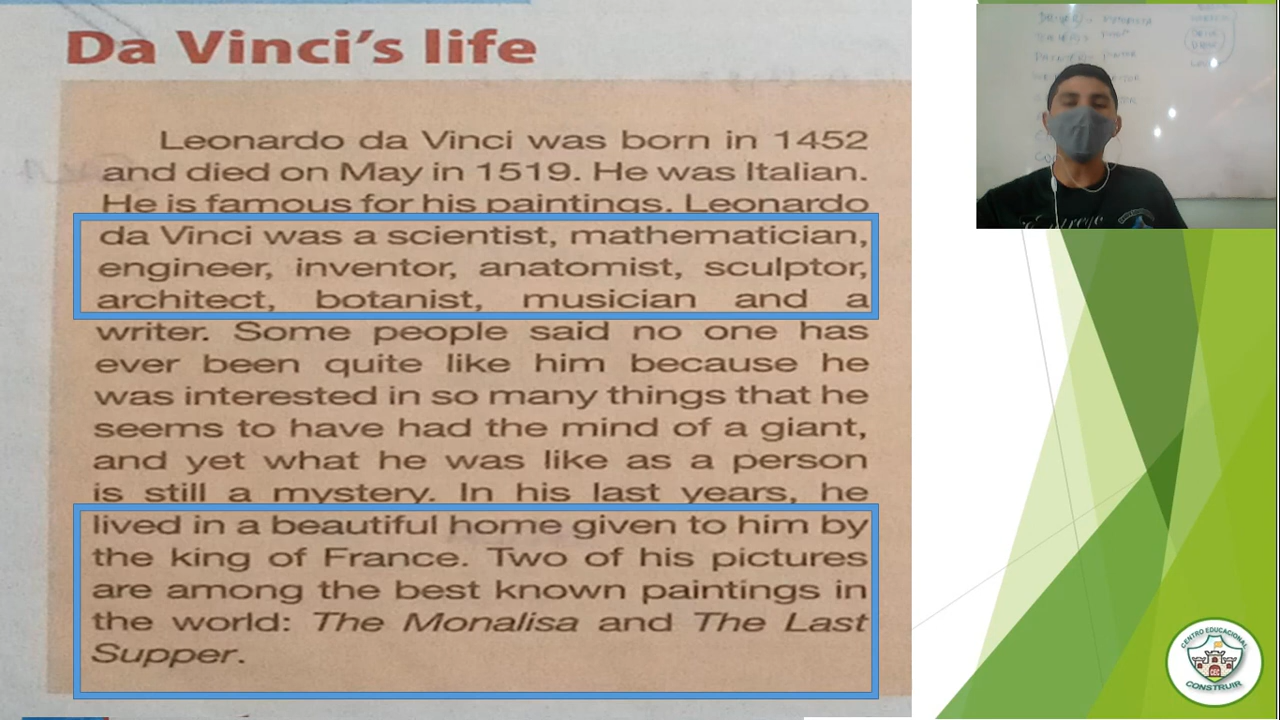 Da Vinci's life
Leonardo da Vinci was born in 1452
and died on May in 1519. He was Italian.
He is famous for his paintings. Leonardo
da Vinci was a scientist, mathematician,
engineer, inventor, anatomist, sculptor,
architect, botanist, musician and a
writer. Some people said no one has
ever been quite like him because he
was interested in so many things that he
seems to have had the mind of a giant,
and yet what he was like as a person
is still a mystery. In his last years, he
lived in a beautiful home given to him by
the king of France. Two of his pictures
are among the best known paintings in
the world: The Monalisa and The Last
Supper.
CENTRO EDUCACIONAL
CEC
CONSTRUIR